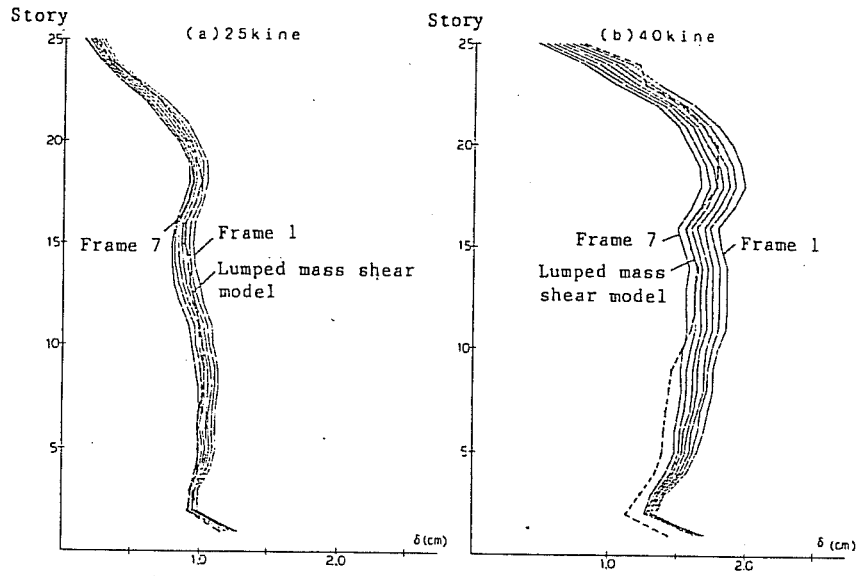 Story
(a)25kine
25
20
15
10
5
0
Frame 7
Frame 1
Lumped mass shear
model
1.0
2.0
δ(cm)
Story
(b)40kine
25
20
15
10
5
0
Frame 7
Frame 1
Lumped mass
shear model
1.0
2.0
δ(cm)